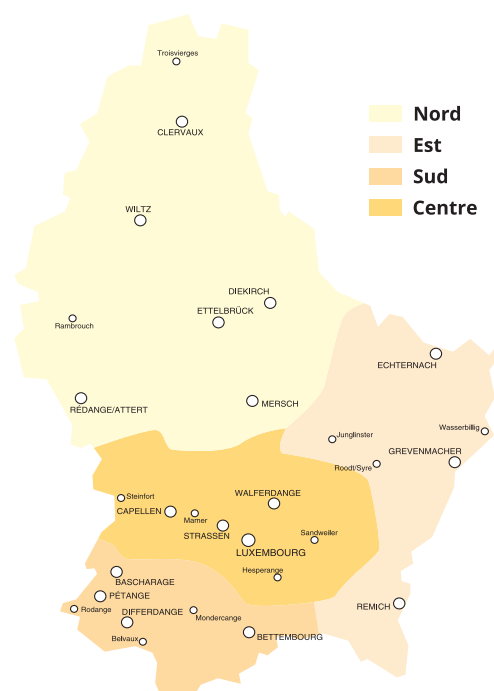 Troisvierges
CLERVAUX
Nord
Est
Sud
Centre
WILTZ
DIEKIRCH
ETTELBRÜCK
Rambrouch
ECHTERNACH
RÉDANGE/ATTERT
MERSCH
Wasserbillig
Junglinster
GREVENMACHER
Roodt/Syre
WALFERDANGE
Steinfort
CAPELLEN
Mamer
STRASSEN
Sandweiler
LUXEMBOURG
Hesperange
BASCHARAGE
PÉTANGE
REMICH
Rodange
DIFFERDANGE
Mondercange
Belvaux
BETTEMBOURG